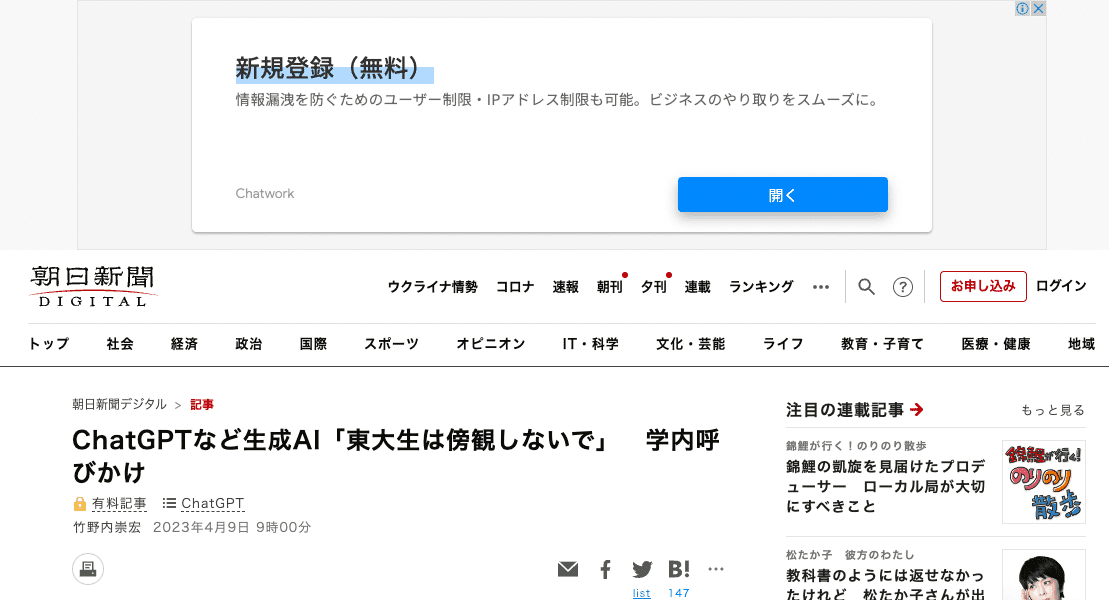 新規登録（無料）
情報漏洩を防ぐためのユーザー制限・IPアドレス制限も可能。ビジネスのやり取りをスムーズに。
Chatwork
開く
朝日新聞
DIGITAL
ウクライナ情勢 コロナ 速報 朝刊 夕刊 連載 ランキング ••• ? お申し込み ログイン
トップ 社会 経済 政治 国際 スポーツ オピニオン IT・科学 文化・芸能 ライフ 教育・子育て 医療・健康 地域
朝日新聞デジタル > 記事
ChatGPTなど生成AI「東大生は傍観しないで」　学内呼
びかけ
有料記事 ChatGPT
竹野内崇宏 2023年4月9日 9時00分
B!
list 147
注目の連載記事 もっと見る
錦鯉が行く！のりのり散歩
錦鯉の凱旋を見届けたプロデ
ューサー　ローカル局が大切
にすべきこと
錦鯉が行く!
のりのり
散歩
松たか子　彼方のわたし
教科書のようには返せなかっ
たけれど　松たか子さんが出